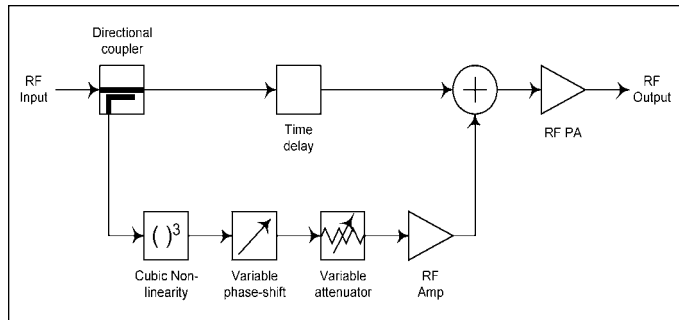 Directional
coupler
RF
Input
Time
delay
RF PA
RF
Output
( )³
Cubic Non-
linearity
Variable
phase-shift
Variable
attenuator
RF
Amp